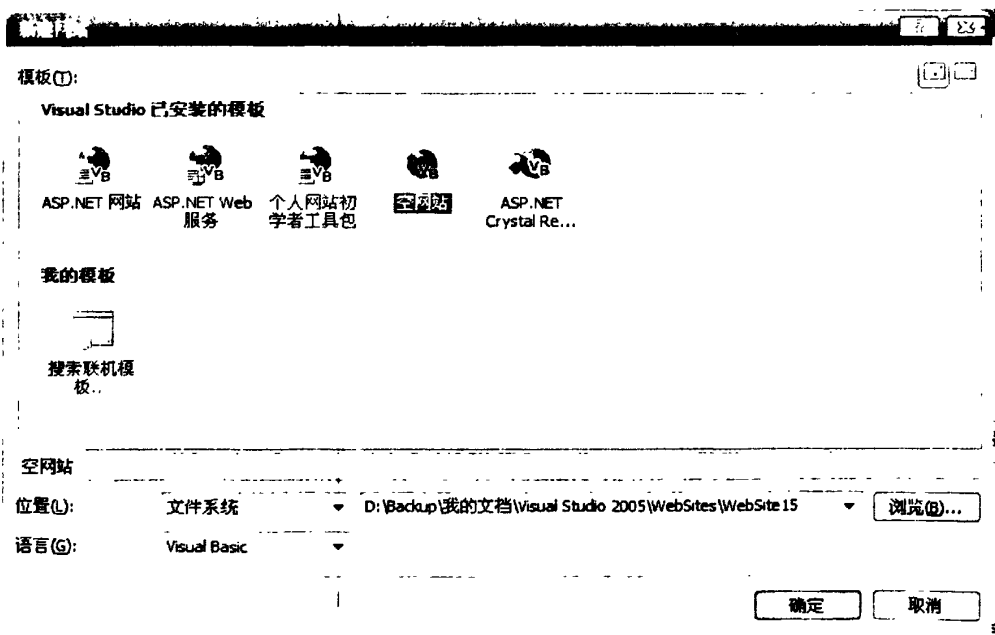 模板(T):
Visual Studio 已安装的模板
ASP.NET 网站
ASP.NET Web
服务
个人网站初
学者工具包
空网站
ASP.NET
Crystal Re...
我的模板
搜索联机模
板..
空网站
位置(L):
文件系统
D:\Backup\我的文档\Visual Studio 2005\WebSites\WebSite15
浏览(B)...
语言(G):
Visual Basic
确定
取消